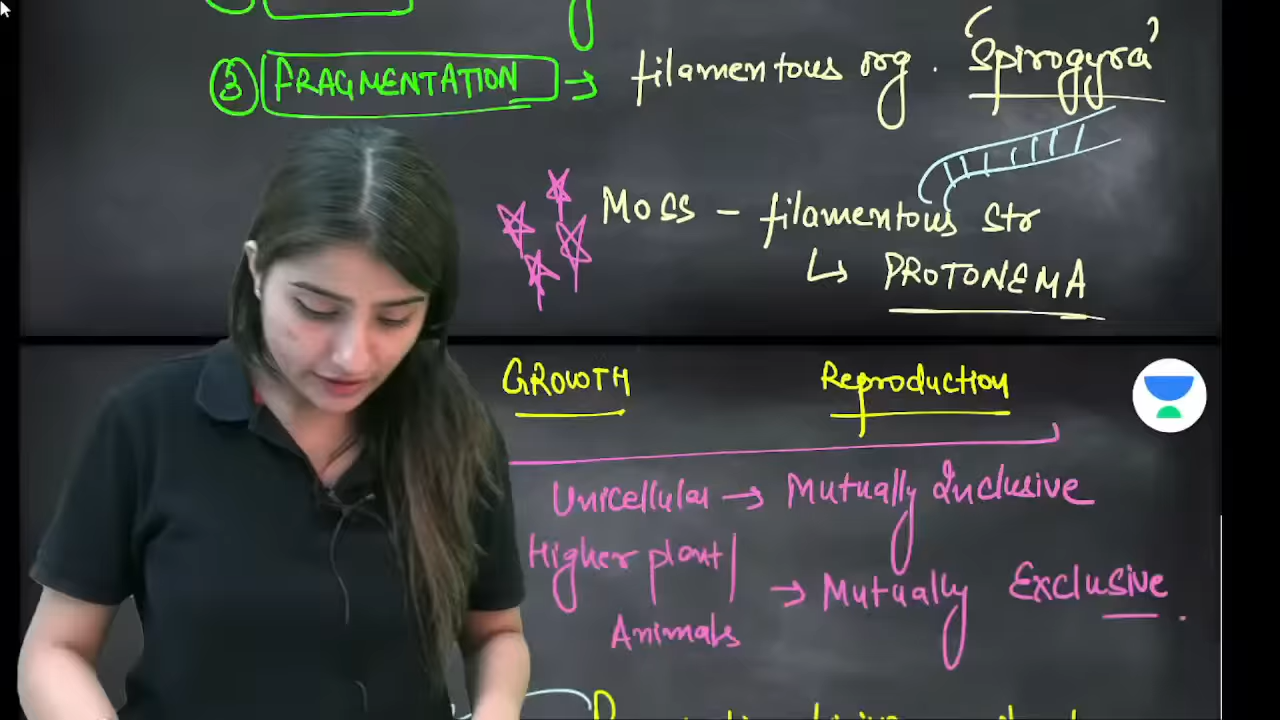 3 FRAGMENTATION → filamentous org. 'Spirogyra'
Moss - filamentous Str
↳ PROTONEMA
GROWTH Reproduction
Unicellular → Mutually Inclusive
Higher plant/
Animals → Mutually Exclusive.